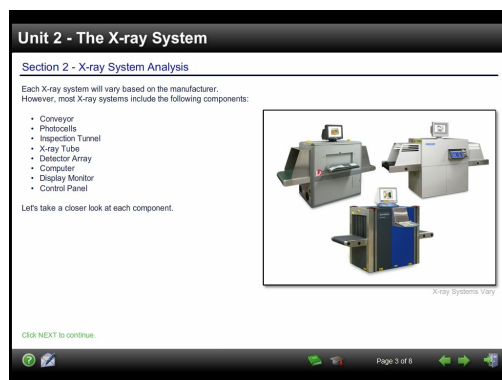 Unit 2 - The X-ray System
Section 2 - X-ray System Analysis
Each X-ray system will vary based on the manufacturer.
However, most X-ray systems include the following components:
• Conveyor
• Photocells
• Inspection Tunnel
• X-ray Tube
• Detector Array
• Computer
• Display Monitor
• Control Panel
Let's take a closer look at each component.
X-ray Systems Vary
Click NEXT to continue.
Page 3 of 8